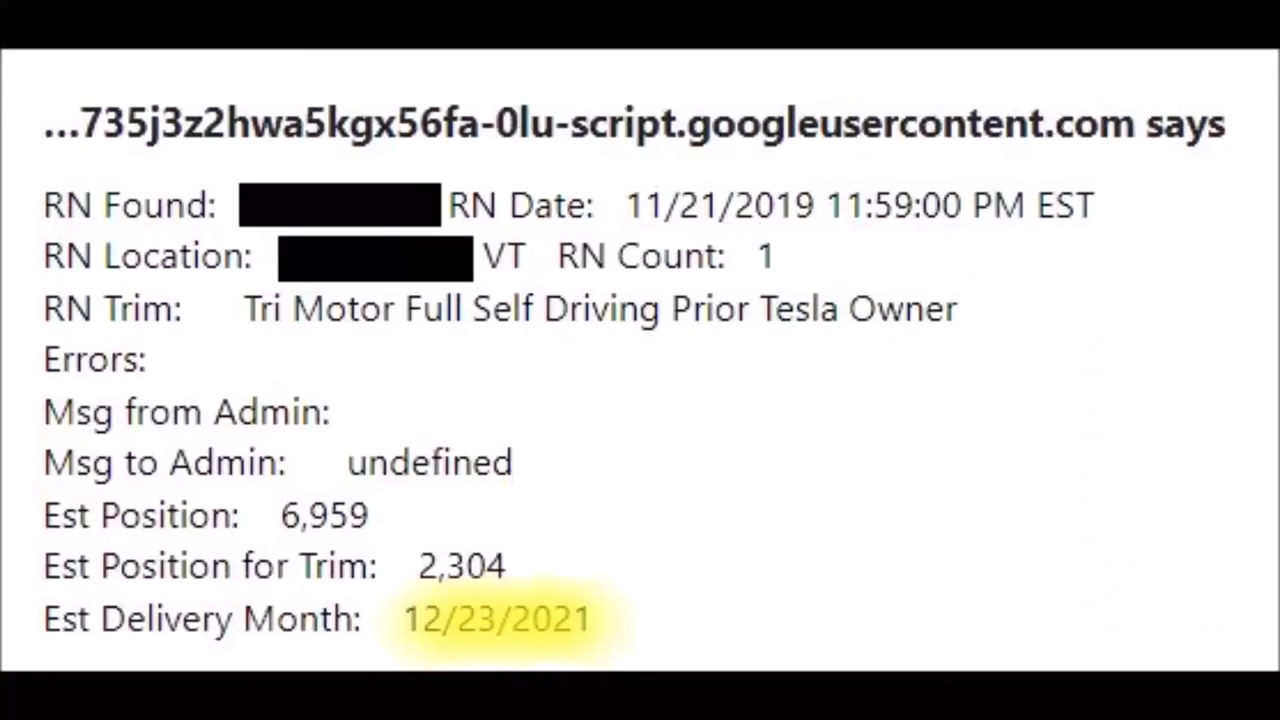 ...735j3z2hwa5kgx56fa-0lu-script.googleusercontent.com says
RN Found: RN Date: 11/21/2019 11:59:00 PM EST
RN Location: VT RN Count: 1
RN Trim: Tri Motor Full Self Driving Prior Tesla Owner
Errors:
Msg from Admin:
Msg to Admin: undefined
Est Position: 6,959
Est Position for Trim: 2,304
Est Delivery Month: 12/23/2021